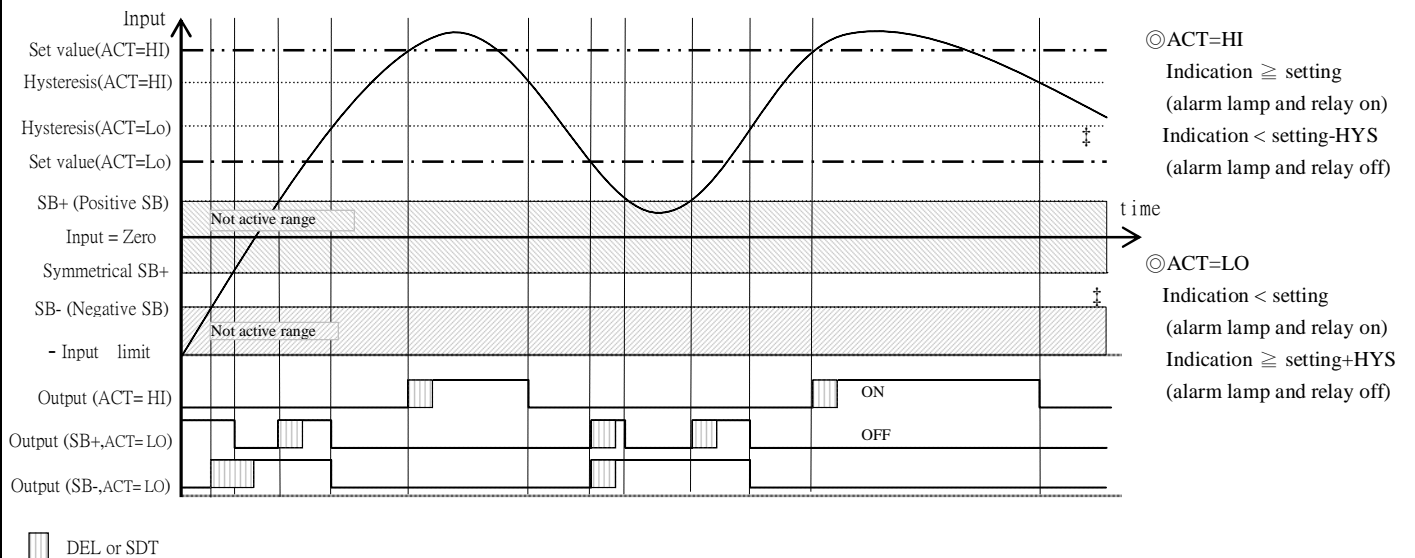 Input
Set value(ACT=HI)
Hysteresis(ACT=HI)
Hysteresis(ACT=Lo)
Set value(ACT=Lo)
SB+ (Positive SB)
Not active range
Input = Zero
time
Symmetrical SB+
SB- (Negative SB)
Not active range
- Input limit
Output (ACT= HI)
ON
Output (SB+,ACT= LO)
OFF
Output (SB-,ACT= LO)
DEL or SDT
‡
‡
◎ACT=HI
Indication ≧ setting
(alarm lamp and relay on)
Indication < setting-HYS
(alarm lamp and relay off)
◎ACT=LO
Indication < setting
(alarm lamp and relay on)
Indication ≧ setting+HYS
(alarm lamp and relay off)